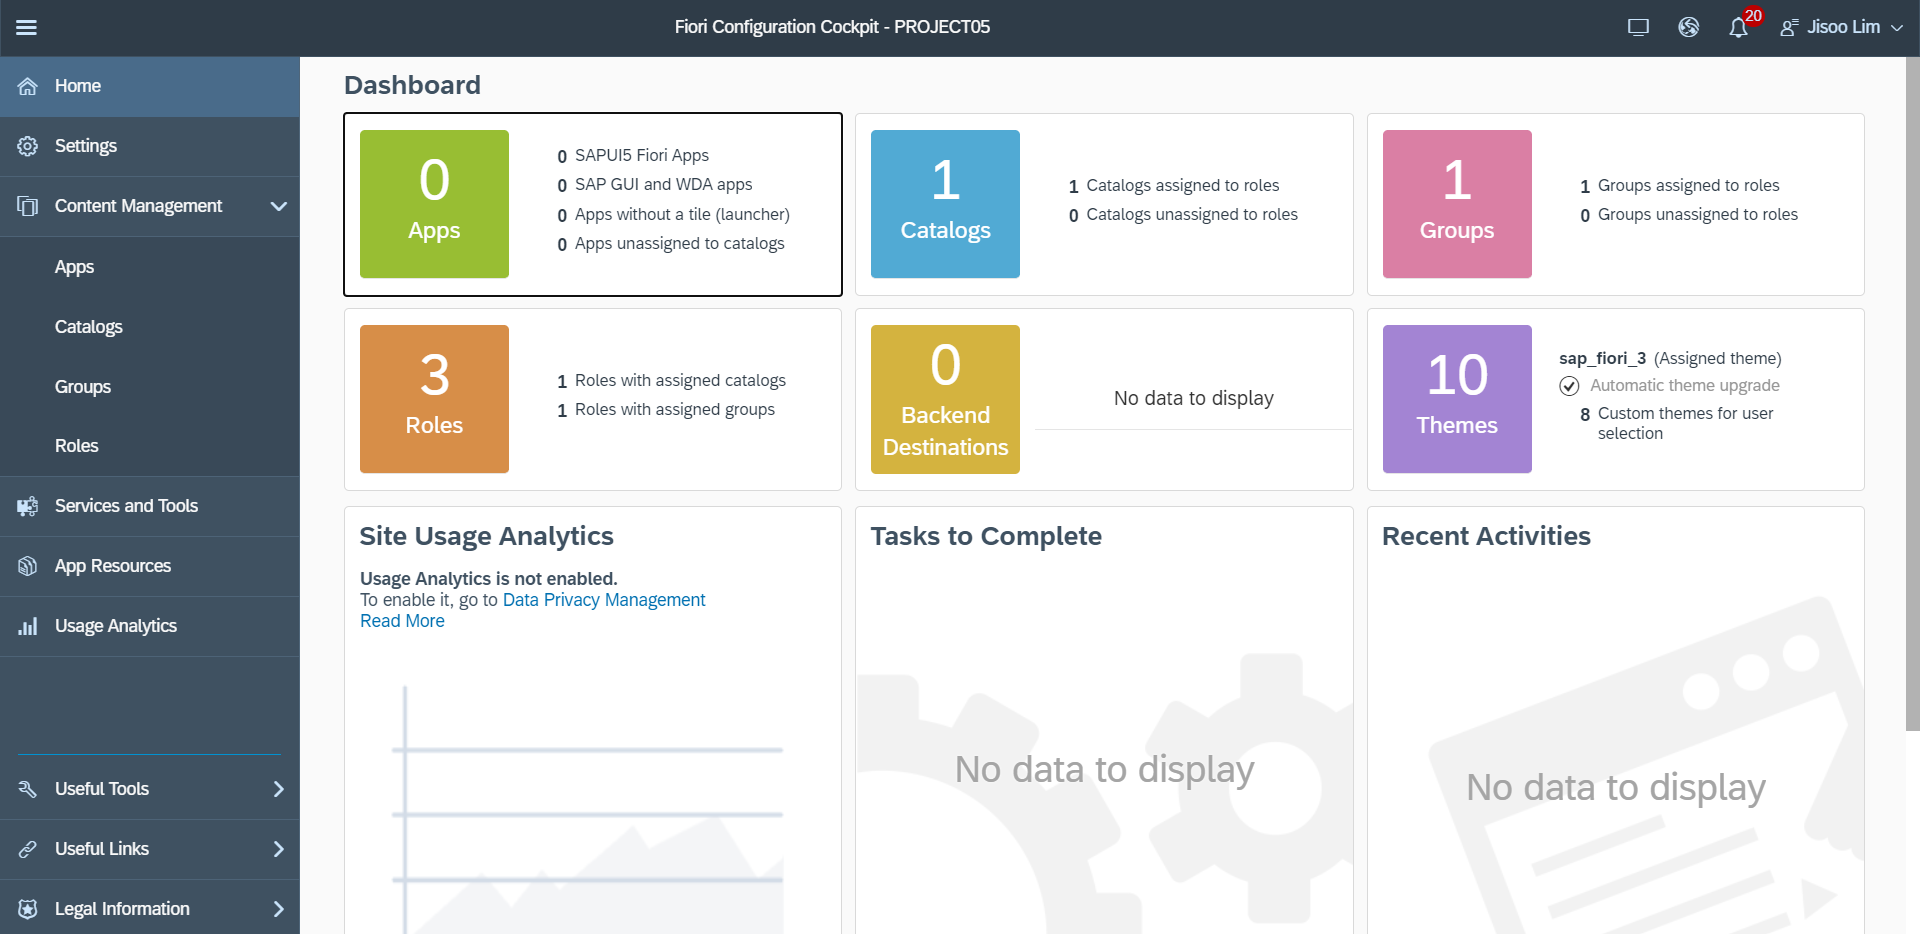 Fiori Configuration Cockpit - PROJECT05
20
Jisoo Lim
Home
Settings
Content Management
Apps
Catalogs
Groups
Roles
Services and Tools
App Resources
Usage Analytics
Useful Tools
Useful Links
Legal Information
Dashboard
0
Apps
0 SAPUI5 Fiori Apps
0 SAP GUI and WDA apps
0 Apps without a tile (launcher)
0 Apps unassigned to catalogs
1
Catalogs
1 Catalogs assigned to roles
0 Catalogs unassigned to roles
1
Groups
1 Groups assigned to roles
0 Groups unassigned to roles
3
Roles
1 Roles with assigned catalogs
1 Roles with assigned groups
0
Backend
Destinations
No data to display
10
Themes
sap_fiori_3 (Assigned theme)
Automatic theme upgrade
8 Custom themes for user
selection
Site Usage Analytics
Usage Analytics is not enabled.
To enable it, go to Data Privacy Management
Read More
Tasks to Complete
No data to display
Recent Activities
No data to display